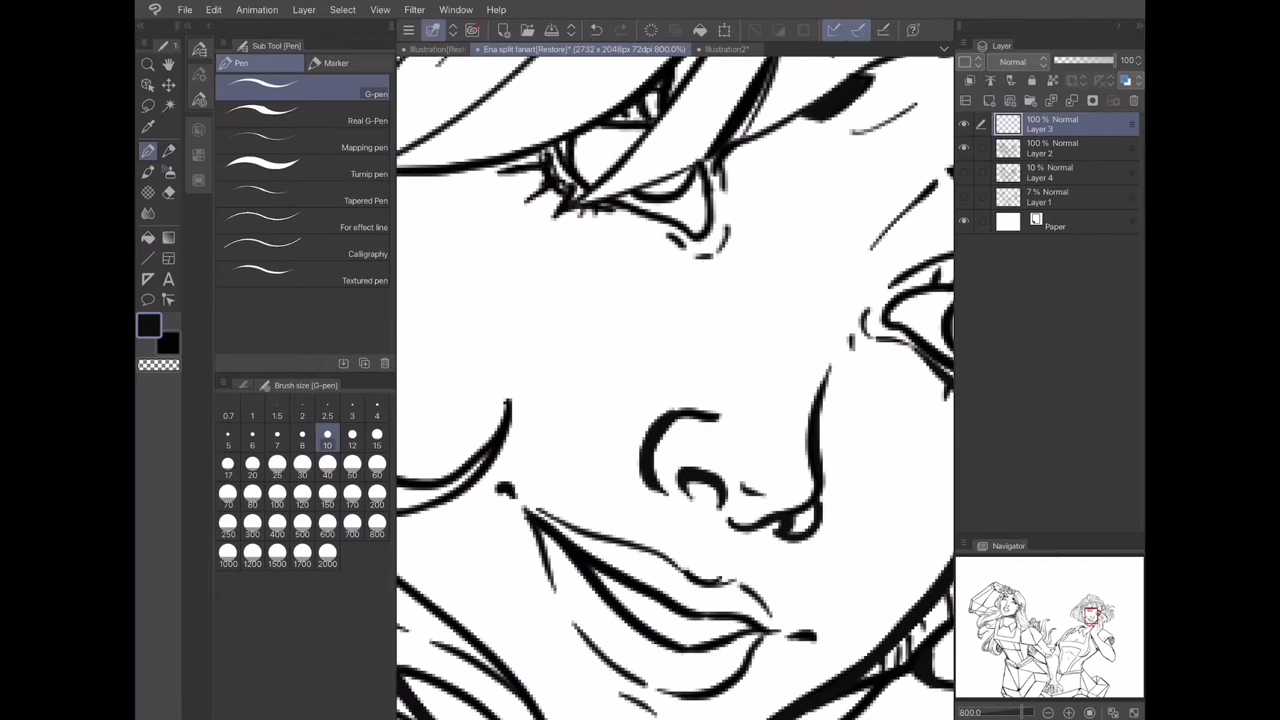 File Edit Animation Layer Select View Filter Window Help
Sub Tool [Pen]
Illustration[Res
Ena split fanart[Restore]* (2732 x 2048px 72dpi 800.0%)
Illustration2*
Layer
Pen
Marker
Normal
100
G-pen
Real G-Pen
Mapping pen
Turnip pen
Tapered Pen
For effect line
Calligraphy
Textured pen
100 % Normal
Layer 3
100 % Normal
Layer 2
10 % Normal
Layer 4
7 % Normal
Layer 1
Paper
Brush size [G-pen]
0.7 1 1.5 2 2.5 3 4
5 6 7 8 10 12 15
17 20 25 30 40 50 60
70 80 100 120 150 170 200
250 300 400 500 600 700 800
1000 1200 1500 1700 2000
Navigator
800.0